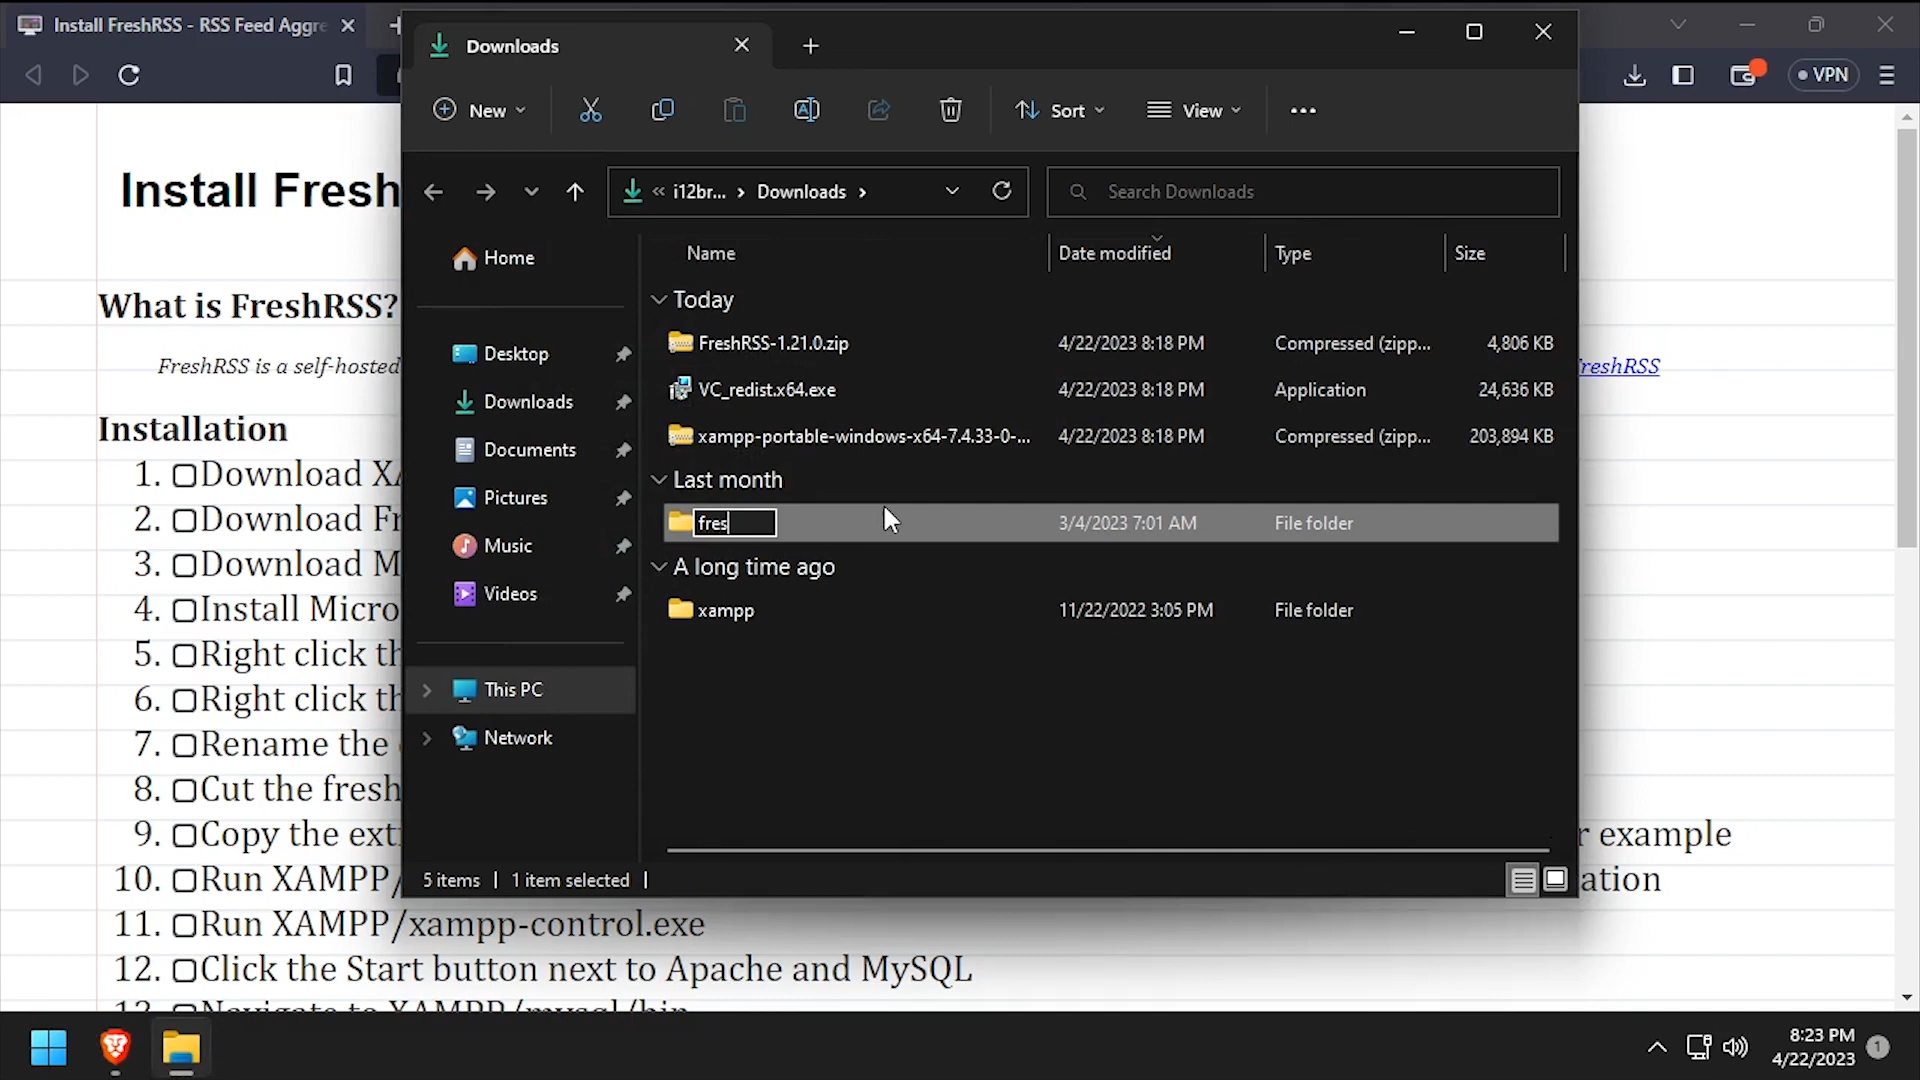 Install FreshRSS - RSS Feed Aggre
VPN
Downloads
New
Sort
View
i12br...
Downloads
Search Downloads
Home
Desktop
Downloads
Documents
Pictures
Music
Videos
This PC
Network
Name
Date modified
Type
Size
Today
FreshRSS-1.21.0.zip 4/22/2023 8:18 PM Compressed (zipp... 4,806 KB
VC_redist.x64.exe 4/22/2023 8:18 PM Application 24,636 KB
xampp-portable-windows-x64-7.4.33-0-... 4/22/2023 8:18 PM Compressed (zipp... 203,894 KB
Last month
fres 3/4/2023 7:01 AM File folder
A long time ago
xampp 11/22/2022 3:05 PM File folder
5 items | 1 item selected |
Install Fresh
What is FreshRSS?
FreshRSS is a self-hosted
reshRSS
Installation
1. Download XA
2. Download Fr
3. Download M
4. Install Micro
5. Right click th
6. Right click th
7. Rename the
8. Cut the fresh
9. Copy the ext r example
10. Run XAMPP/ ation
11. Run XAMPP/xampp-control.exe
12. Click the Start button next to Apache and MySQL
13. Navigate to XAMPP/mysql/bin
8:23 PM
4/22/2023
1